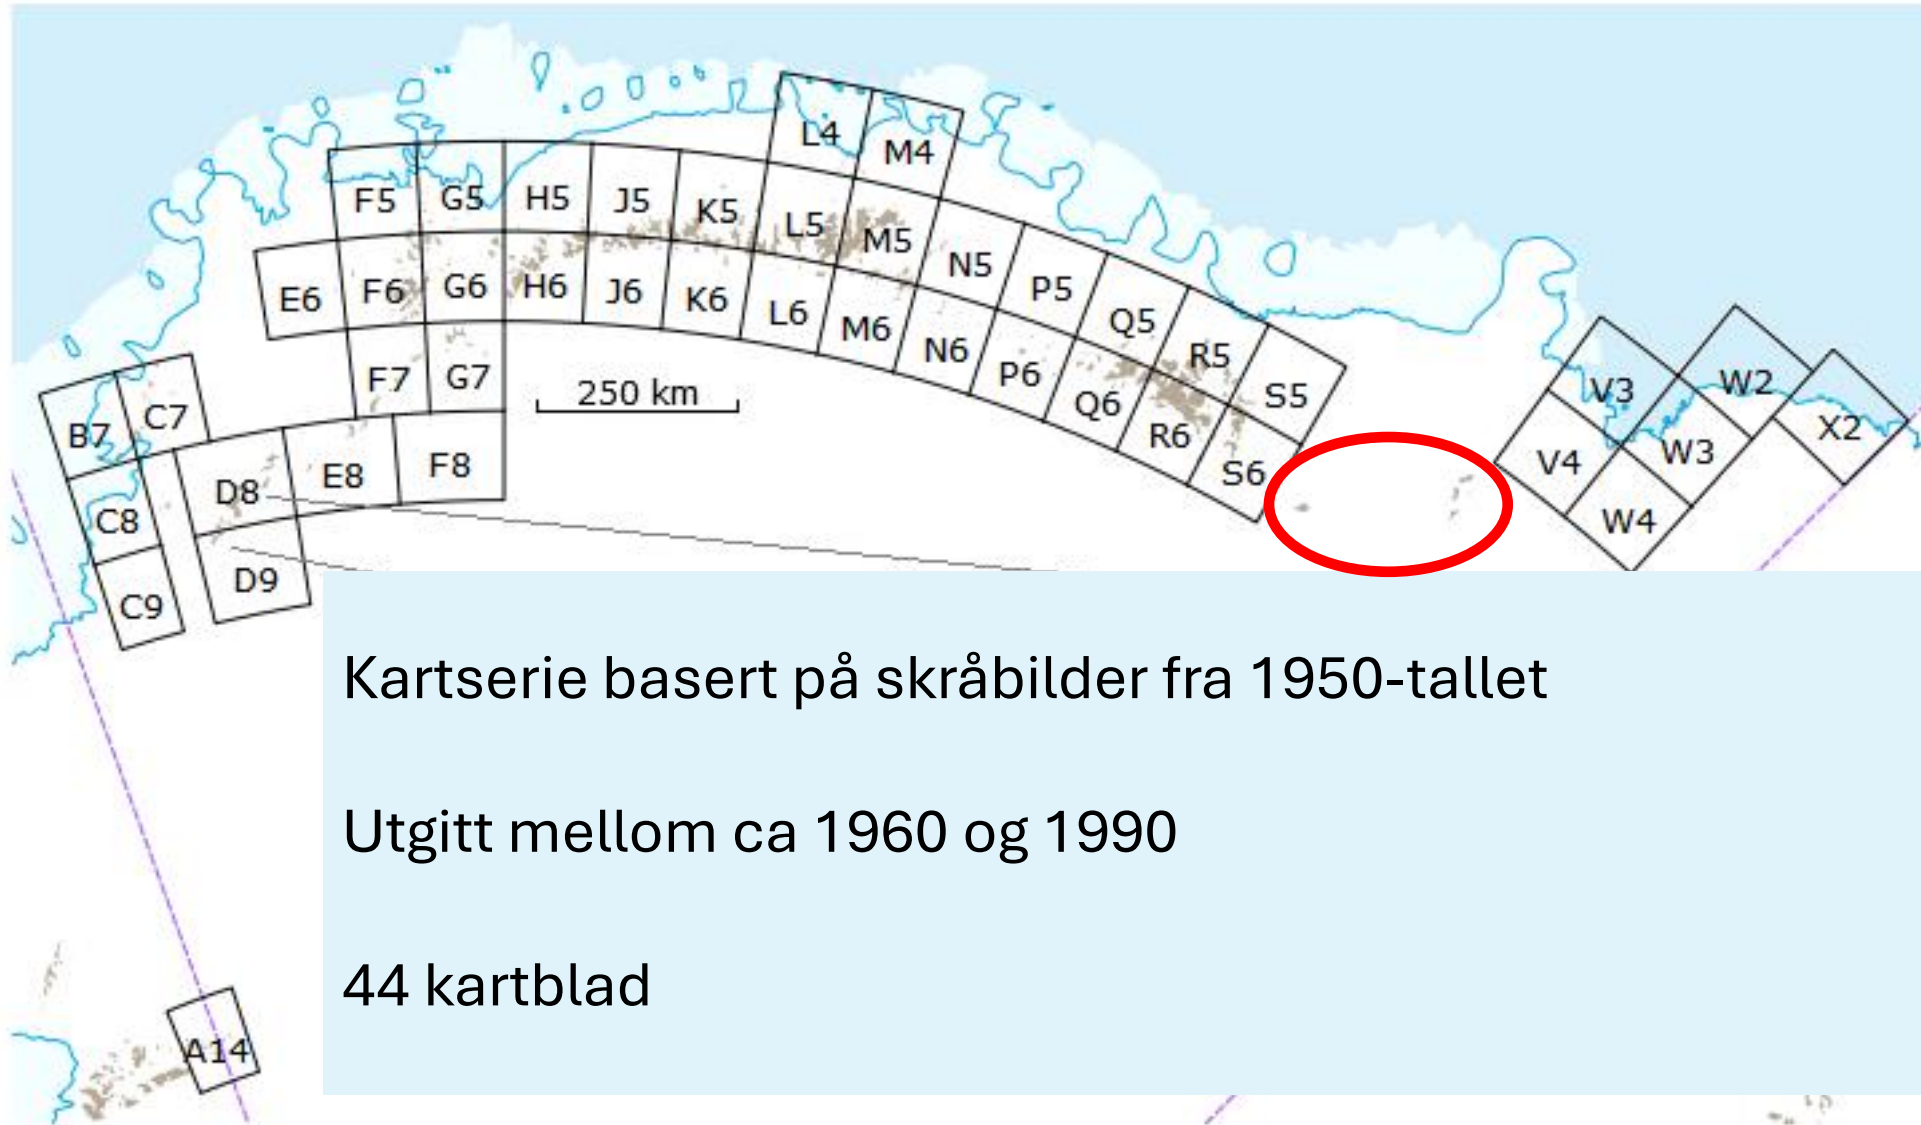 L4
M4
F5
G5
H5
J5
K5
L5
M5
N5
P5
Q5
R5
S5
E6
F6
G6
H6
J6
K6
L6
M6
N6
P6
Q6
R6
S6
V3
W2
X2
V4
W3
W4
B7
C7
F7
G7
250 km
C8
D8
E8
F8
C9
D9
A14
Kartserie basert på skråbilder fra 1950-tallet
Utgitt mellom ca 1960 og 1990
44 kartblad